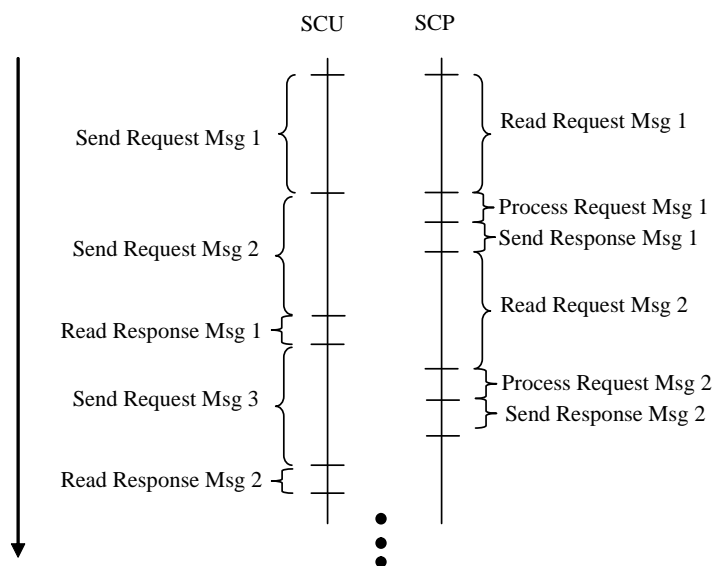 SCU SCP
Send Request Msg 1
Read Request Msg 1
Process Request Msg 1
Send Response Msg 1
Send Request Msg 2
Read Request Msg 2
Read Response Msg 1
Process Request Msg 2
Send Request Msg 3
Send Response Msg 2
Read Response Msg 2